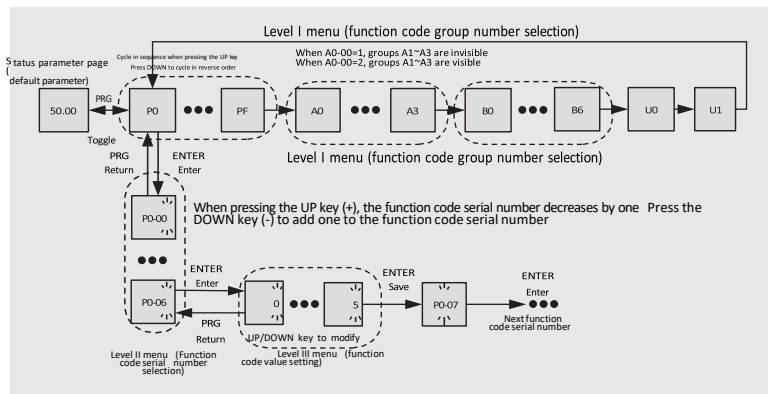 Level I menu (function code group number selection)
Status parameter page
( default parameter)
Cycle in sequence when pressing the UP key
Press DOWN to cycle in reverse order
When A0-00=1, groups A1~A3 are invisible
When A0-00=2, groups A1~A3 are visible
50.00
PRG
Toggle
P0
●●●
PF
A0
●●●
A3
B0
●●●
B6
U0
U1
Level I menu (function code group number selection)
PRG
Return
ENTER
Enter
P0-00
When pressing the UP key (+), the function code serial number decreases by one Press the
DOWN key (-) to add one to the function code serial number
●●●
P0-06
ENTER
Enter
PRG
Return
0
●●●
5
ENTER
Save
P0-07
ENTER
Enter
●●●
Next function
code serial number
UP/DOWN key to modify
Level III menu (function
code value setting)
Level II menu (Function
code serial number
selection)